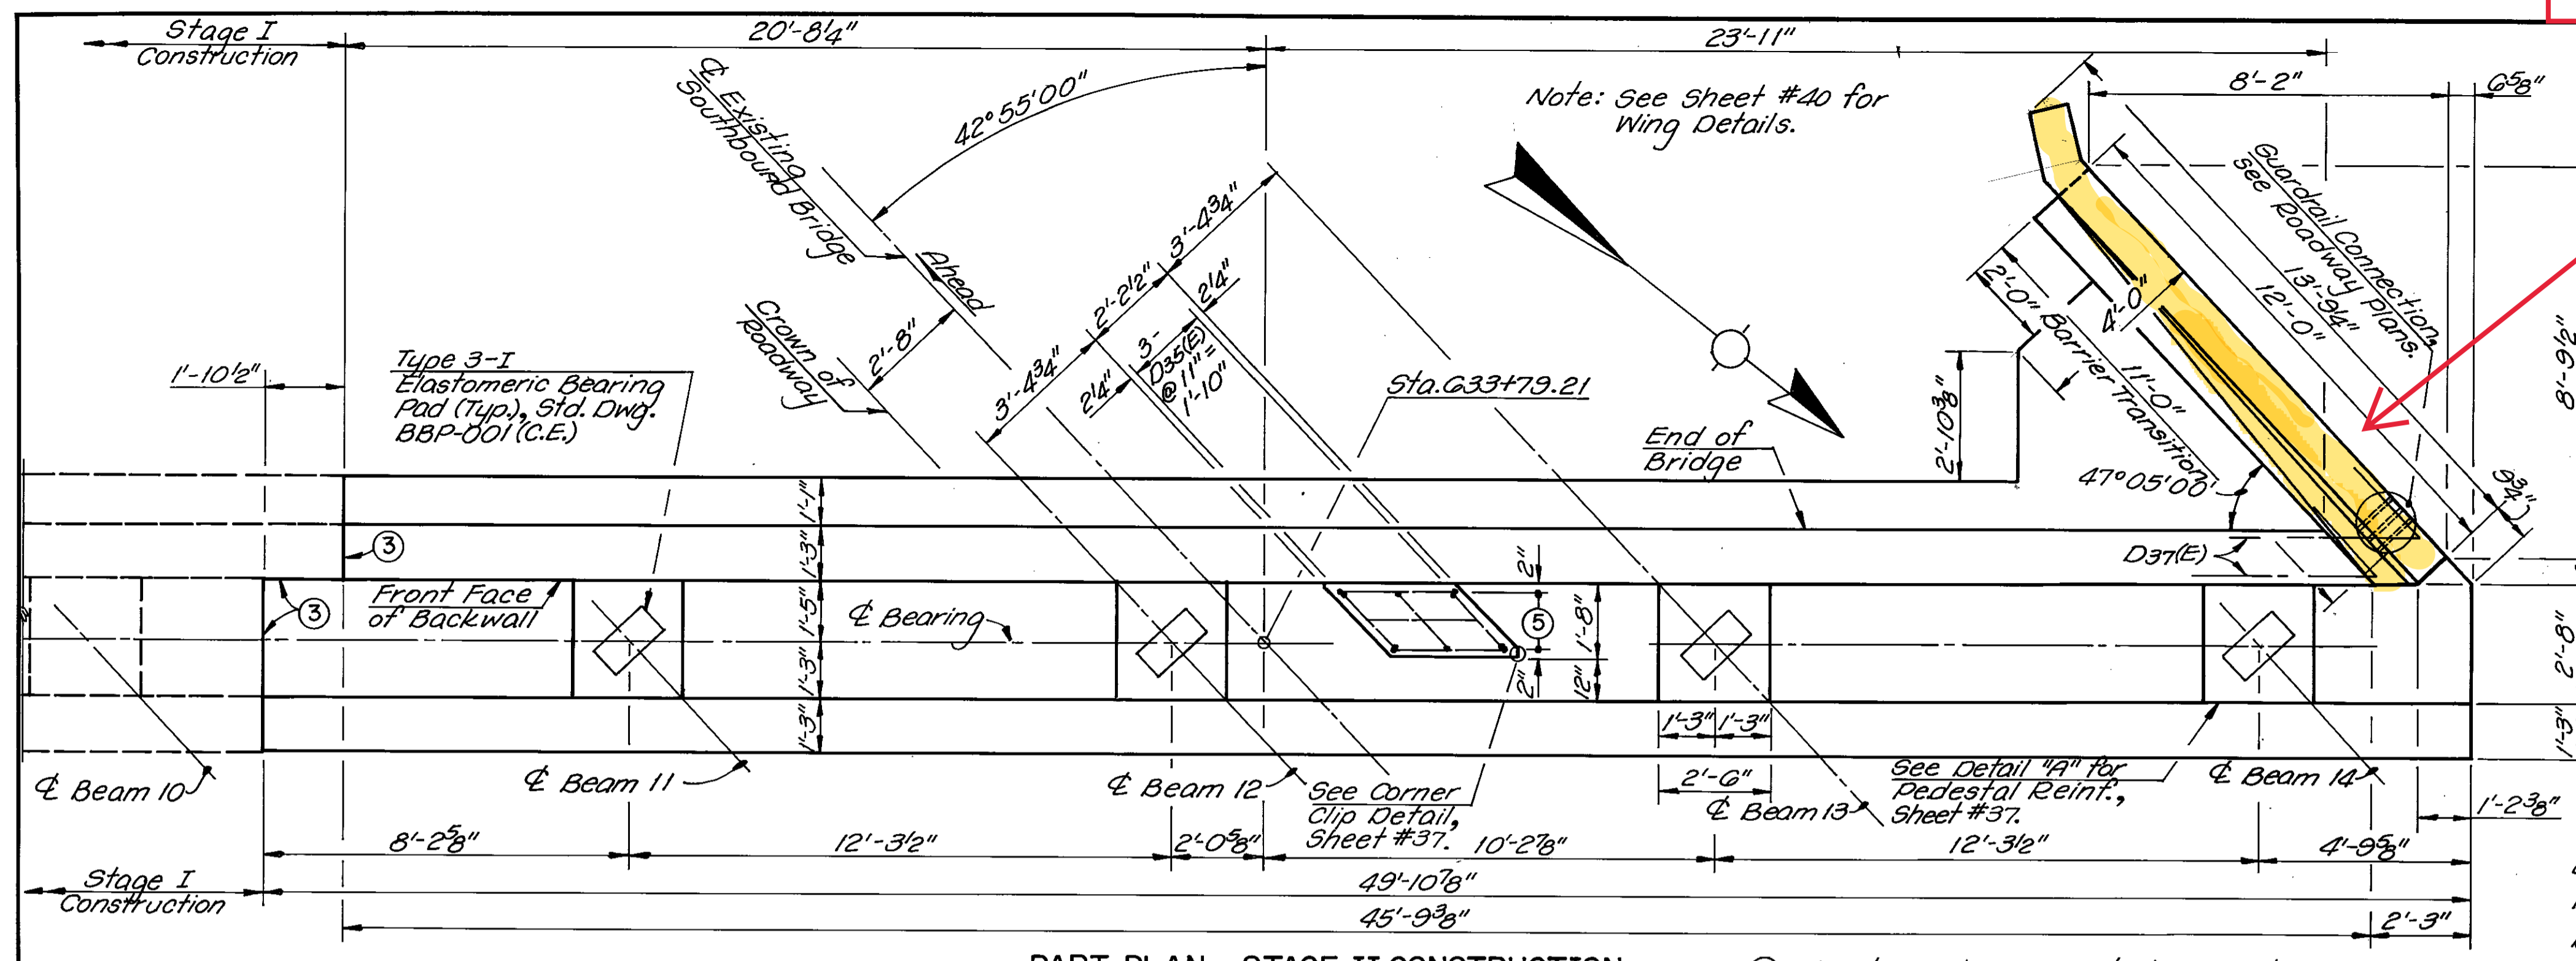 Stage I
Construction
20'-8¼"
23'-11"
8'-2"
6⅝"
Note: See Sheet #40 for
Wing Details.
₵ Existing
Southbound Bridge
42°55'00"
Ahead
Crown of
Roadway
2'-8"
3'-4¾"
2'-2½"
3'-4¾"
2¼"
2¼"
3-
D35(E)
@ 11" =
1'-10"
Guardrail Connection,
see Roadway Plans.
13'-9¼"
12'-0"
4'-0"
2'-0"
11'-0"
Barrier Transition
8'-9½"
1'-10½"
Type 3-I
Elastomeric Bearing
Pad (Typ.), Std. Dwg.
BBP-001 (C.E.)
Sta. 633+79.21
End of
Bridge
2'-10⅜"
47°05'00"
9¾"
D37(E)
1'-1"
1'-3"
1'-5"
1'-3"
1'-3"
3
3
Front Face
of Backwall
₵ Bearing
2"
5
2"
1'-8"
12"
2'-8"
1'-3"
1'-3"
1'-3"
2'-6"
₵ Beam 10
₵ Beam 11
₵ Beam 12
See Corner
Clip Detail,
Sheet #37.
₵ Beam 13
See Detail "A" for
Pedestal Reinf.,
Sheet #37.
₵ Beam 14
1'-2⅜"
8'-2⅝"
12'-3½"
2'-0⅝"
10'-2⅞"
12'-3½"
4'-9⅝"
Stage I
Construction
49'-10⅞"
45'-9⅜"
2'-3"
PART PLAN - STAGE II CONSTRUCTION